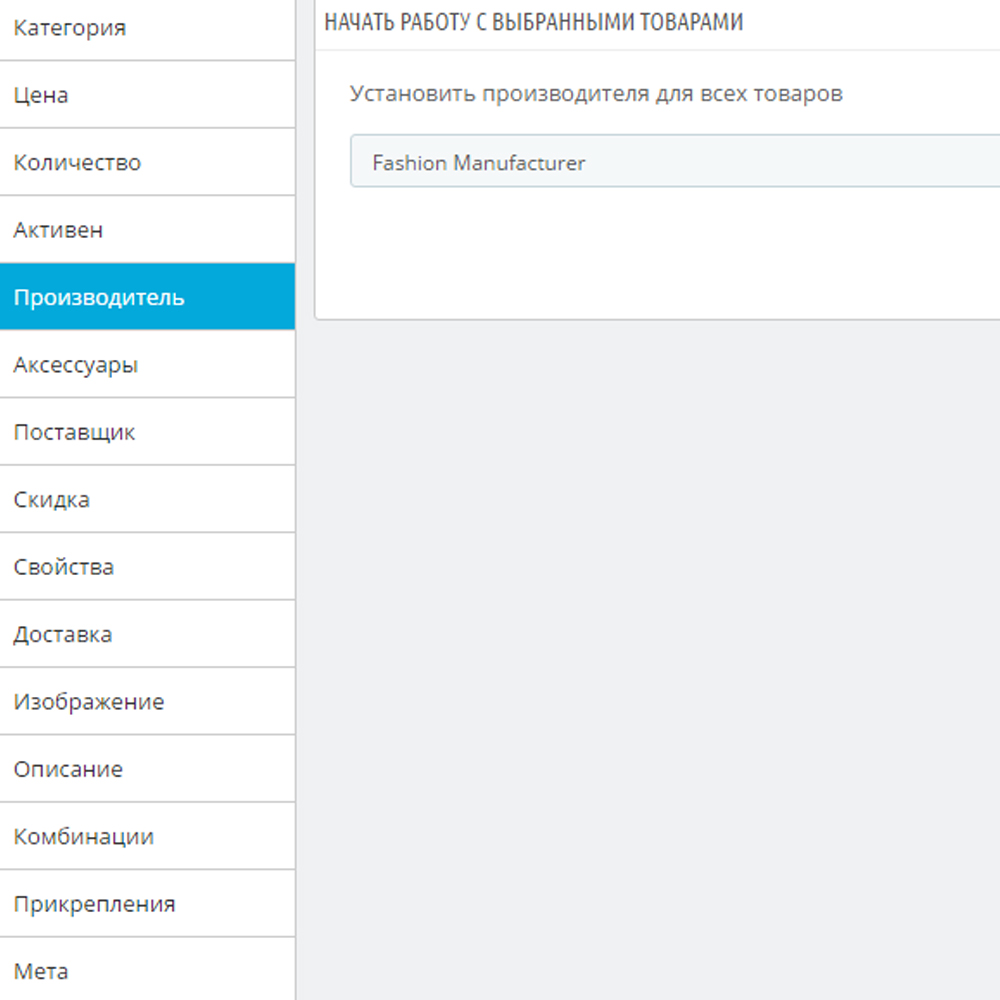 Категория
Цена
Количество
Активен
Производитель
Аксессуары
Поставщик
Скидка
Свойства
Доставка
Изображение
Описание
Комбинации
Прикрепления
Мета
НАЧАТЬ РАБОТУ С ВЫБРАННЫМИ ТОВАРАМИ
Установить производителя для всех товаров
Fashion Manufacturer